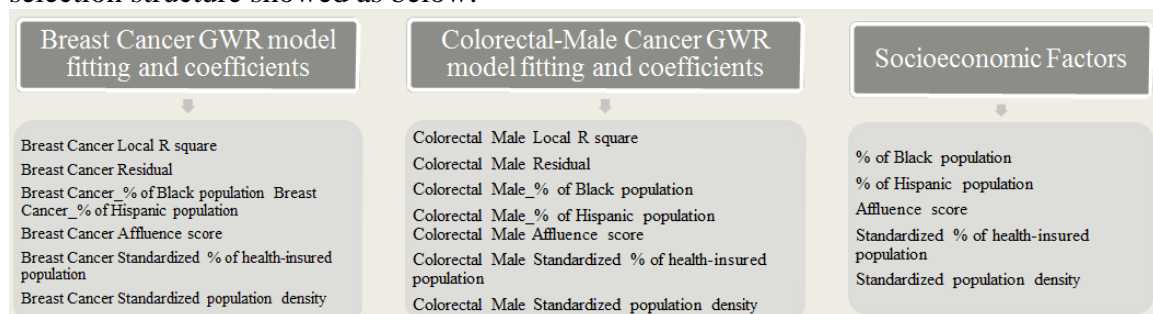 selection structure showed as below:
Breast Cancer GWR model
fitting and coefficients
Breast Cancer Local R square
Breast Cancer Residual
Breast Cancer_% of Black population Breast
Cancer_% of Hispanic population
Breast Cancer Affluence score
Breast Cancer Standardized % of health-insured
population
Breast Cancer Standardized population density
Colorectal-Male Cancer GWR
model fitting and coefficients
Colorectal Male Local R square
Colorectal Male Residual
Colorectal Male_% of Black population
Colorectal Male_% of Hispanic population
Colorectal Male Affluence score
Colorectal Male Standardized % of health-insured
population
Colorectal Male Standardized population density
Socioeconomic Factors
% of Black population
% of Hispanic population
Affluence score
Standardized % of health-insured
population
Standardized population density